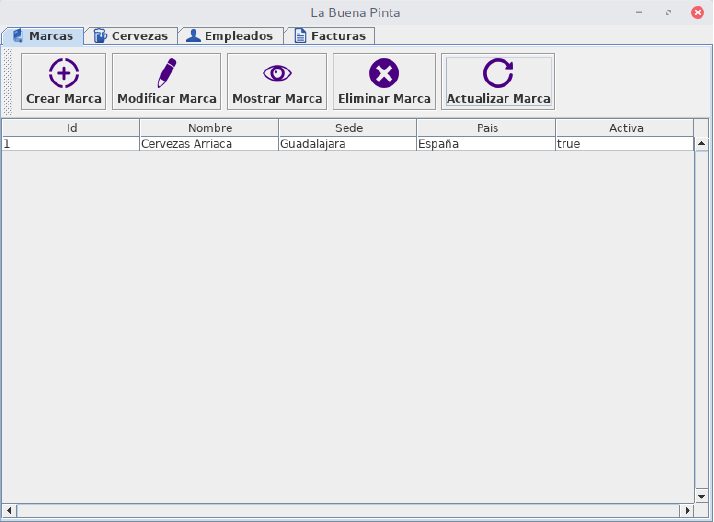 La Buena Pinta
Marcas Cervezas Empleados Facturas
Crear Marca Modificar Marca Mostrar Marca Eliminar Marca Actualizar Marca
Id Nombre Sede Pais Activa
1 Cervezas Arriaca Guadalajara España true